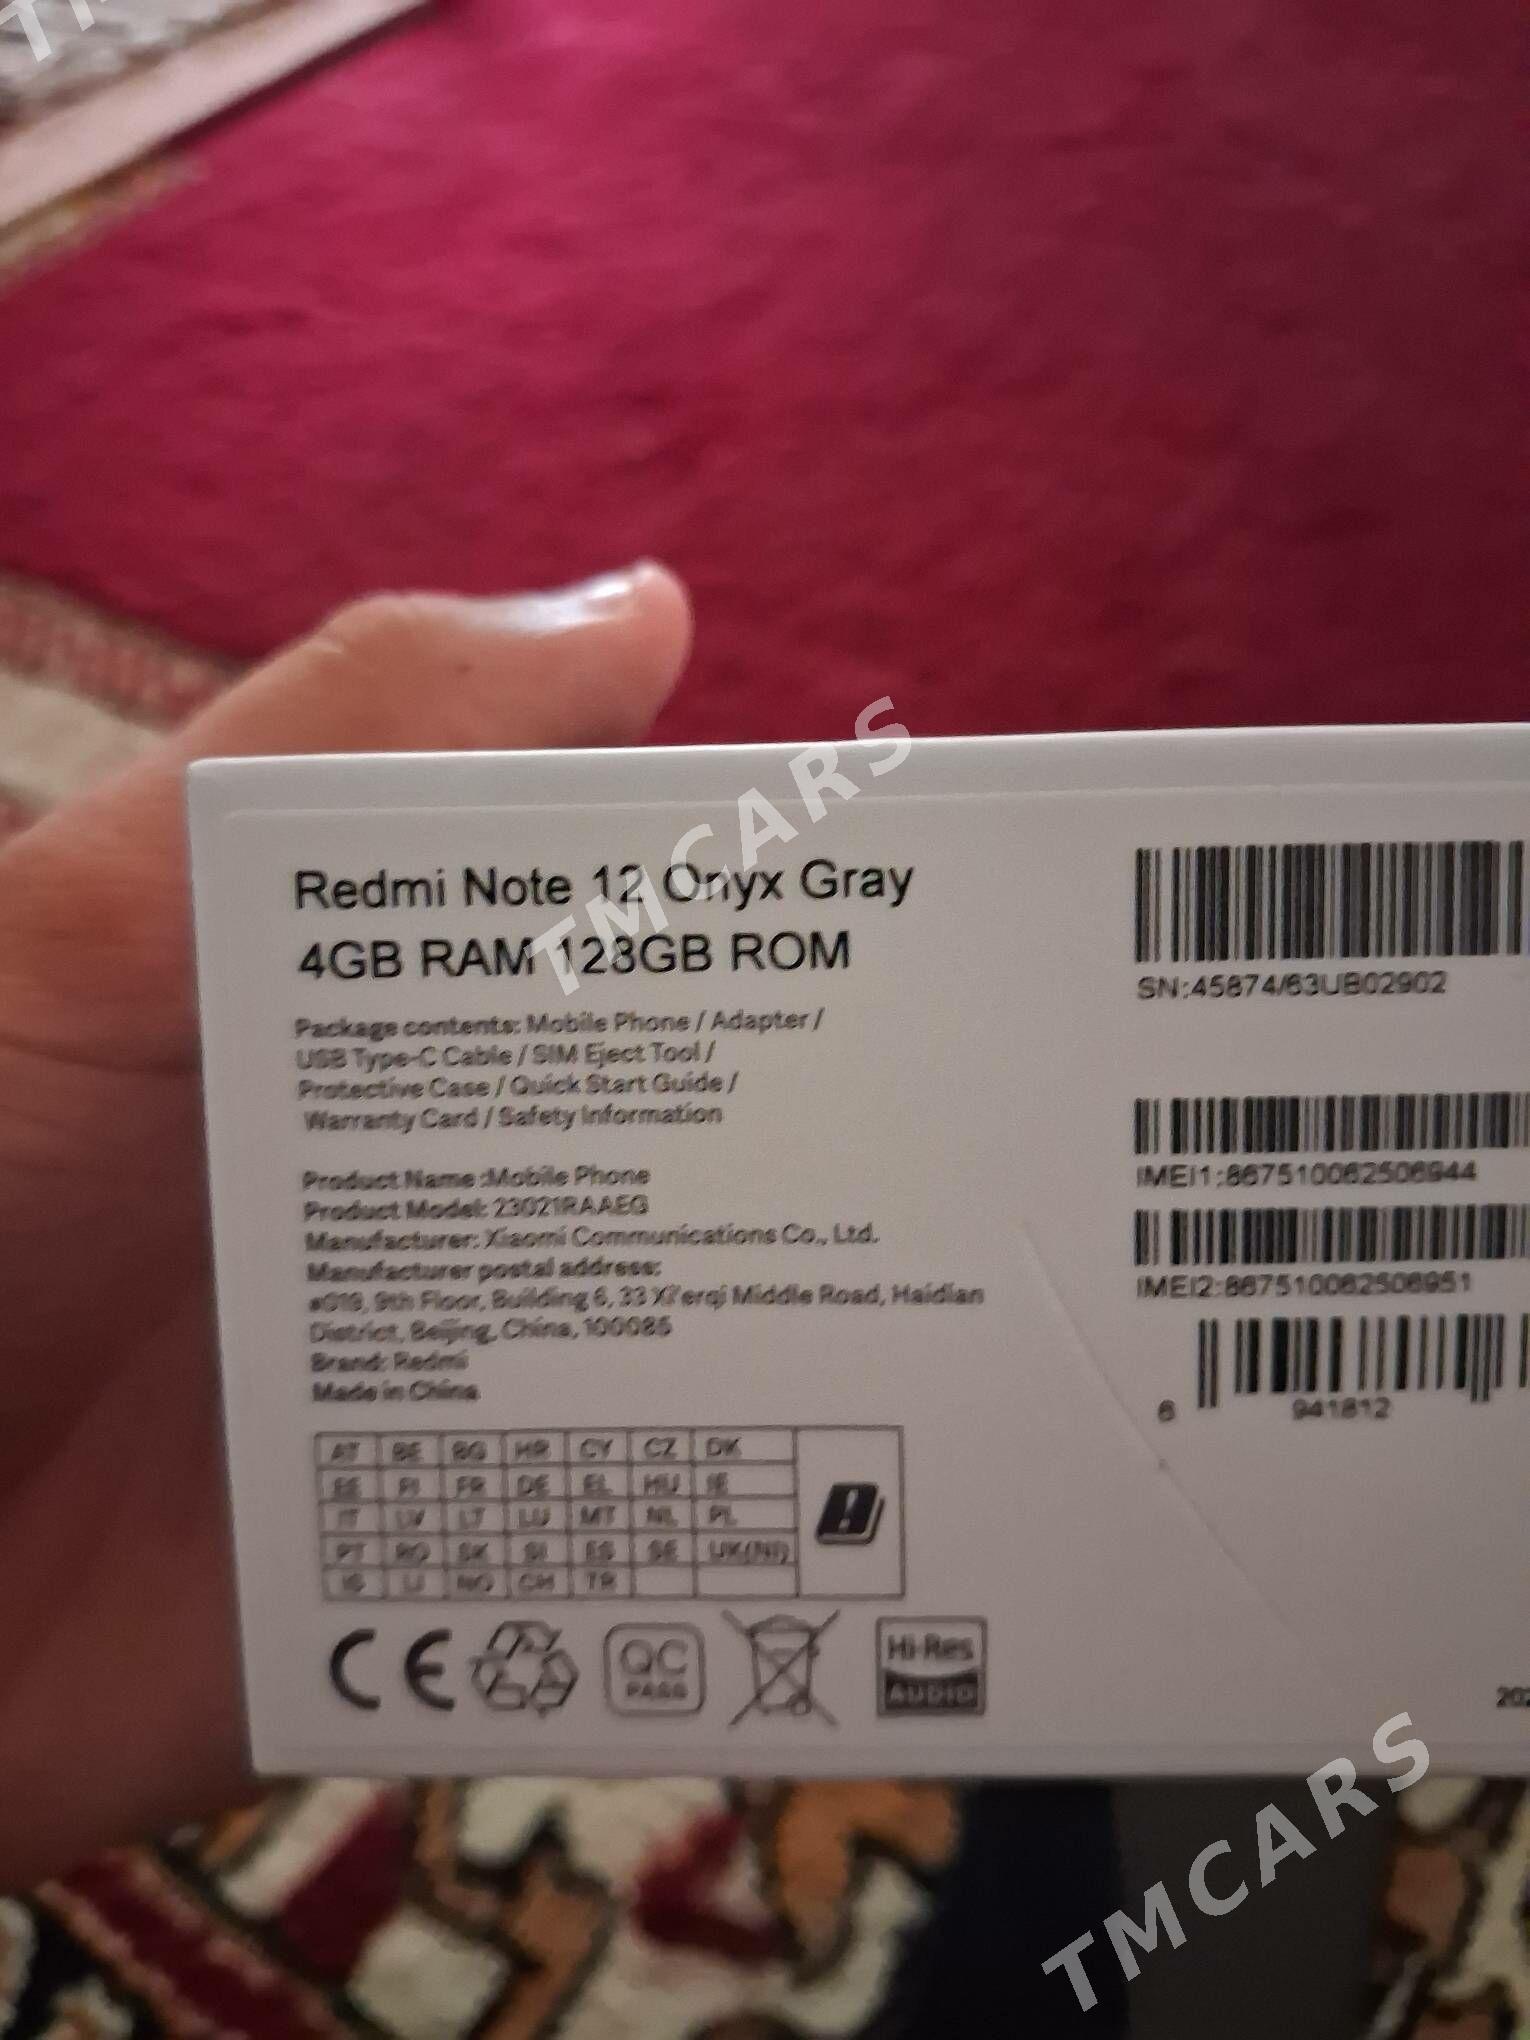 Redmi Note 12 Onyx Gray
4GB RAM 128GB ROM
Package contents: Mobile Phone / Adapter /
USB Type-C Cable / SIM Eject Tool /
Protective Case / Quick Start Guide /
Warranty Card / Safety Information
Product Name :Mobile Phone
Product Model: 23021RAAEG
Manufacturer: Xiaomi Communications Co., Ltd.
Manufacturer postal address:
#019, 9th Floor, Building 6, 33 Xi'erqi Middle Road, Haidian
District, Beijing, China, 100085
Brand: Redmi
Made in China
AT BE BG HR CY CZ DK
EE FI FR DE EL HU IE
IT LV LT LU MT NL PL
PT RO SK SI ES SE UK(NI)
IS LI NO CH TR
CE
QC
PASS
Hi-Res
AUDIO
SN:45874/63UB02902
IMEI1:867510062506944
IMEI2:867510062506951
6 941812
202
TMCARS
TMCARS